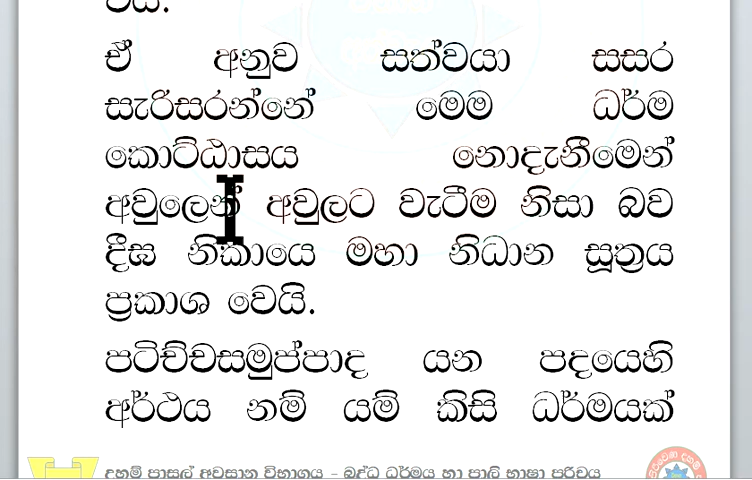 වයි.
ඒ අනුව සත්වයා සසර
සැරිසරන්නේ මෙම ධර්ම
කොට්ඨාසය නොදැනීමෙන්
අවුලෙන් අවුලට වැටීම නිසා බව
දීඝ නිකායෙ මහා නිධාන සූත්‍රය
ප්‍රකාශ වෙයි.
පටිච්චසමුප්පාද යන පදයෙහි
අර්ථය නම් යම් කිසි ධර්මයක්
දහම් පාසල් අවසාන විභාගය – බුද්ධ ධර්මය හා පාලි භාෂා පරිචය